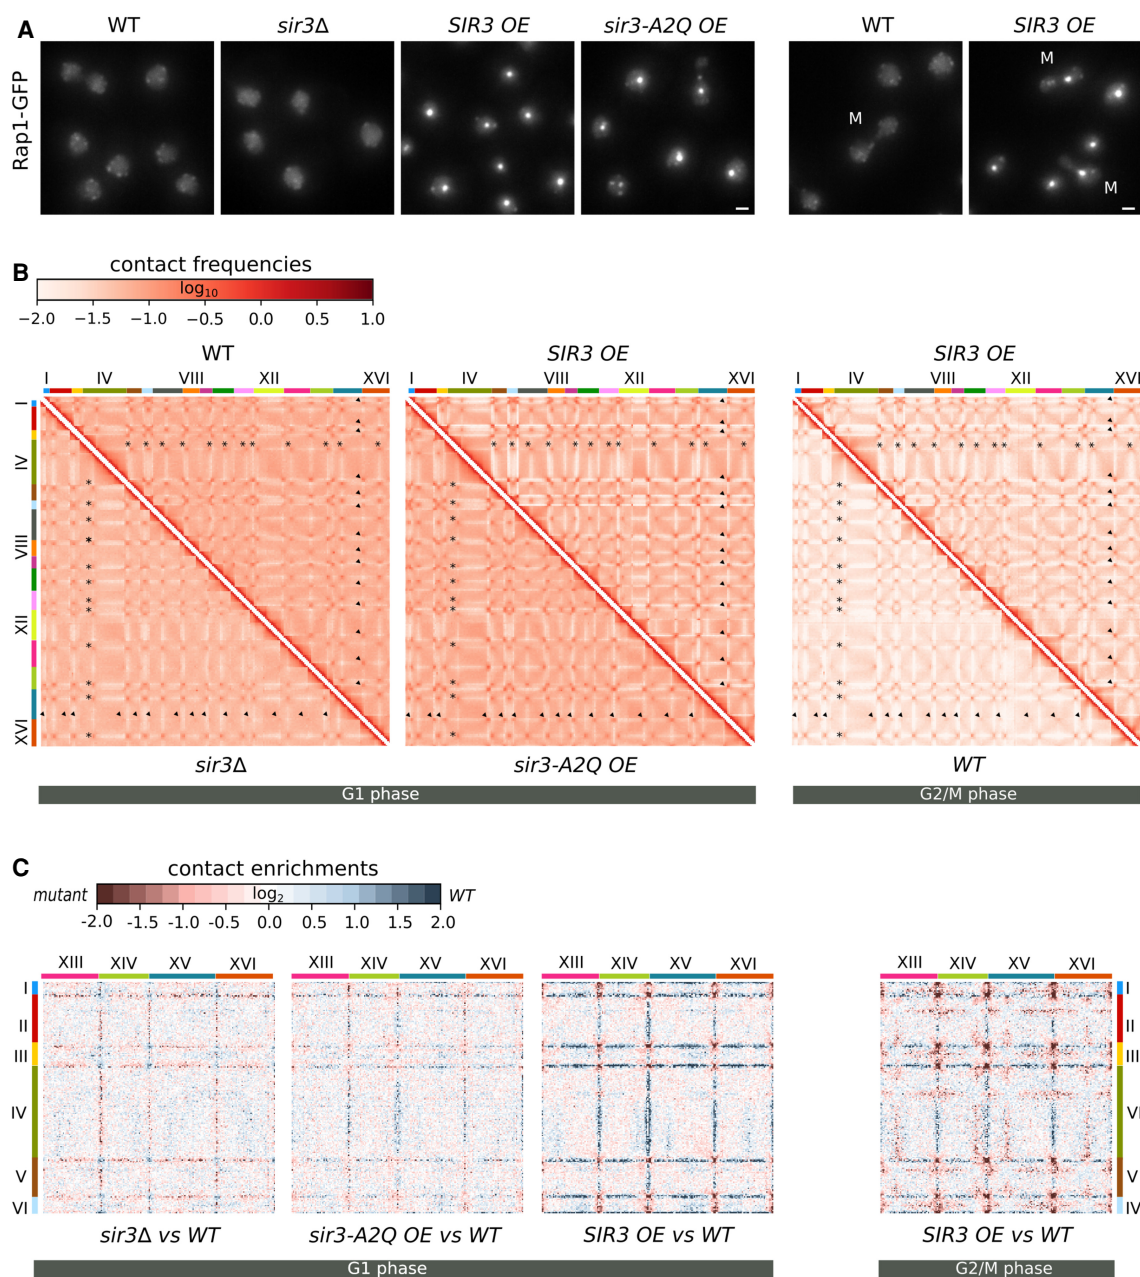 A
WT
sir3Δ
SIR3 OE
sir3-A2Q OE
WT
SIR3 OE
Rap1-GFP
M
M
M
B
contact frequencies
log10
−2.0 −1.5 −1.0 −0.5 0.0 0.5 1.0
WT
SIR3 OE
SIR3 OE
I IV VIII XII XVI
I IV VIII XII XVI
I IV VIII XII XVI
I
IV
VIII
XII
XVI
sir3Δ
sir3-A2Q OE
WT
G1 phase
G2/M phase
C
contact enrichments
mutant
log2
WT
-2.0 -1.5 -1.0 -0.5 0.0 0.5 1.0 1.5 2.0
XIII XIV XV XVI
XIII XIV XV XVI
XIII XIV XV XVI
XIII XIV XV XVI
I
II
III
IV
V
VI
I
II
III
VI
V
IV
sir3Δ vs WT
sir3-A2Q OE vs WT
SIR3 OE vs WT
SIR3 OE vs WT
G1 phase
G2/M phase